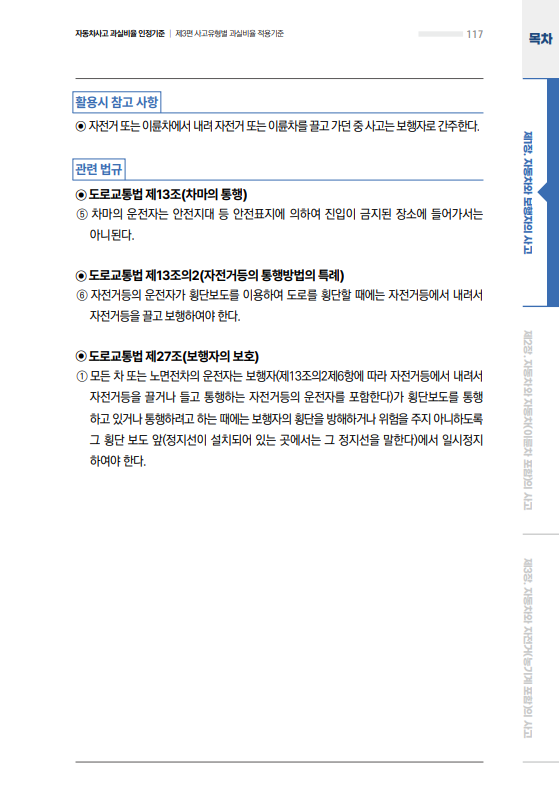 자동차사고 과실비율 인정기준 | 제3편 사고유형별 과실비율 적용기준
117
목차
활용시 참고 사항
◉ 자전거 또는 이륜차에서 내려 자전거 또는 이륜차를 끌고 가던 중 사고는 보행자로 간주한다.
관련 법규
◉ 도로교통법 제13조(차마의 통행)
⑤ 차마의 운전자는 안전지대 등 안전표지에 의하여 진입이 금지된 장소에 들어가서는
아니된다.
◉ 도로교통법 제13조의2(자전거등의 통행방법의 특례)
⑥ 자전거등의 운전자가 횡단보도를 이용하여 도로를 횡단할 때에는 자전거등에서 내려서
자전거등을 끌고 보행하여야 한다.
◉ 도로교통법 제27조(보행자의 보호)
① 모든 차 또는 노면전차의 운전자는 보행자(제13조의2제6항에 따라 자전거등에서 내려서
자전거등을 끌거나 들고 통행하는 자전거등의 운전자를 포함한다)가 횡단보도를 통행
하고 있거나 통행하려고 하는 때에는 보행자의 횡단을 방해하거나 위험을 주지 아니하도록
그 횡단 보도 앞(정지선이 설치되어 있는 곳에서는 그 정지선을 말한다)에서 일시정지
하여야 한다.
제1장. 자동차와 보행자의 사고
제2장. 자동차와 자동차(이륜차 포함)의 사고
제3장. 자동차와 자전거(농기계 포함)의 사고